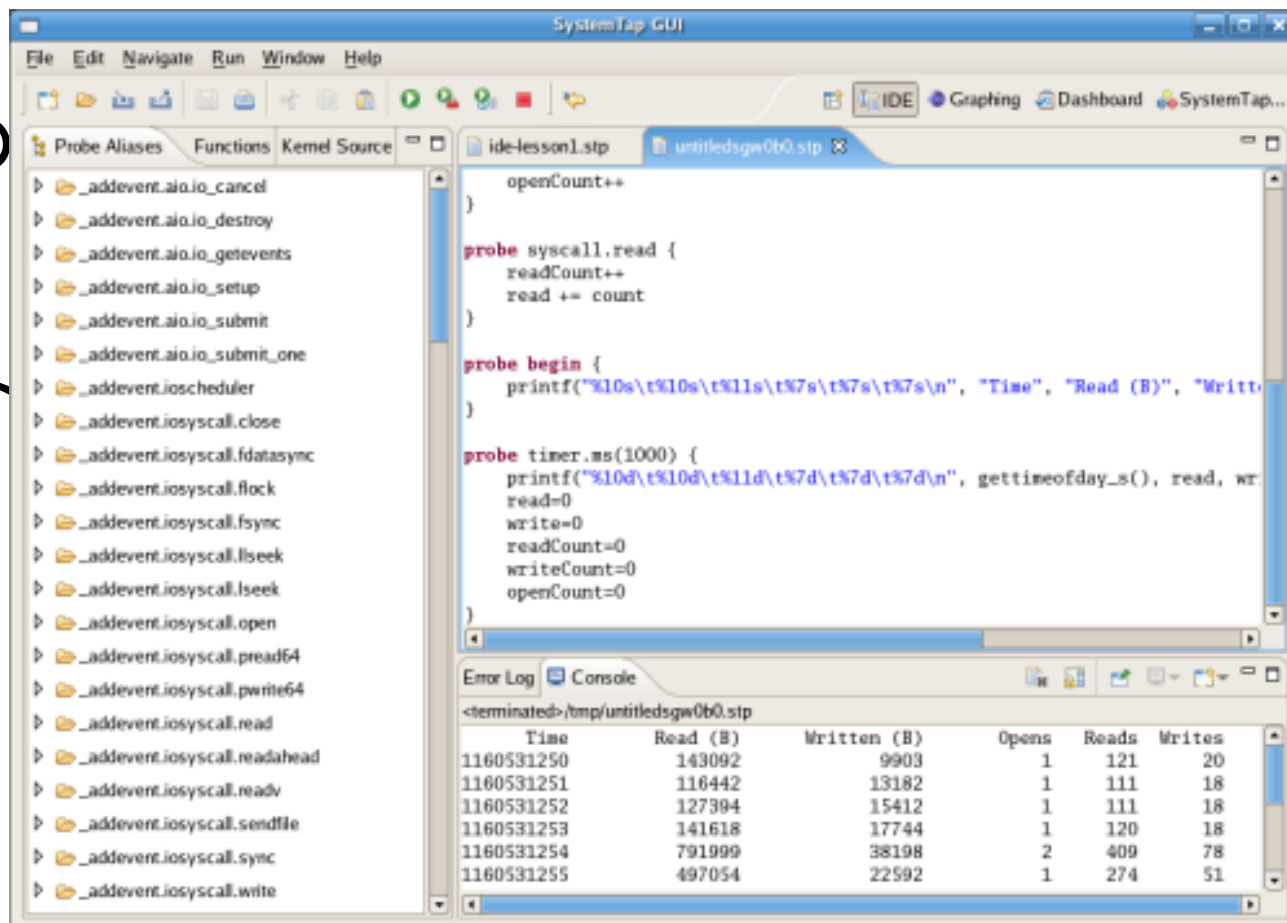 SystemTap GUI
File Edit Navigate Run Window Help
IDE Graphing Dashboard SystemTap...
Probe Aliases Functions Kernel Source
_addevent.aio.io_cancel
_addevent.aio.io_destroy
_addevent.aio.io_getevents
_addevent.aio.io_setup
_addevent.aio.io_submit
_addevent.aio.io_submit_one
_addevent.ioscheduler
_addevent.iosyscall.close
_addevent.iosyscall.fdatasync
_addevent.iosyscall.flock
_addevent.iosyscall.fsync
_addevent.iosyscall.llseek
_addevent.iosyscall.lseek
_addevent.iosyscall.open
_addevent.iosyscall.pread64
_addevent.iosyscall.pwrite64
_addevent.iosyscall.read
_addevent.iosyscall.readahead
_addevent.iosyscall.readv
_addevent.iosyscall.sendfile
_addevent.iosyscall.sync
_addevent.iosyscall.write
ide-lesson1.stp untitledsgw0b0.stp
openCount++
}
probe syscall.read {
readCount++
read += count
}
probe begin {
printf("%10s\t%10s\t%11s\t%7s\t%7s\t%7s\n", "Time", "Read (B)", "Writt
}
probe timer.ms(1000) {
printf("%10d\t%10d\t%11d\t%7d\t%7d\t%7d\n", gettimeofday_s(), read, wr
read=0
write=0
readCount=0
writeCount=0
openCount=0
}
Error Log Console
<terminated>/tmp/untitledsgw0b0.stp
Time Read (B) Written (B) Opens Reads Writes
1160531250 143092 9903 1 121 20
1160531251 116442 13182 1 111 18
1160531252 127394 15412 1 111 18
1160531253 141618 17744 1 120 18
1160531254 791999 38198 2 409 78
1160531255 497054 22592 1 274 51